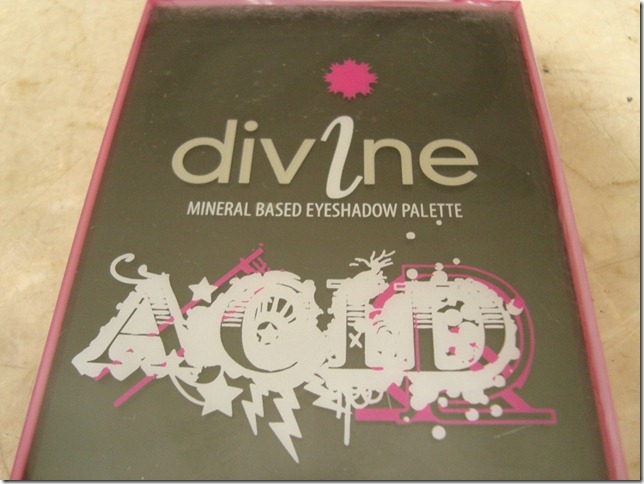 divine
MINERAL BASED EYESHADOW PALETTE
ACID